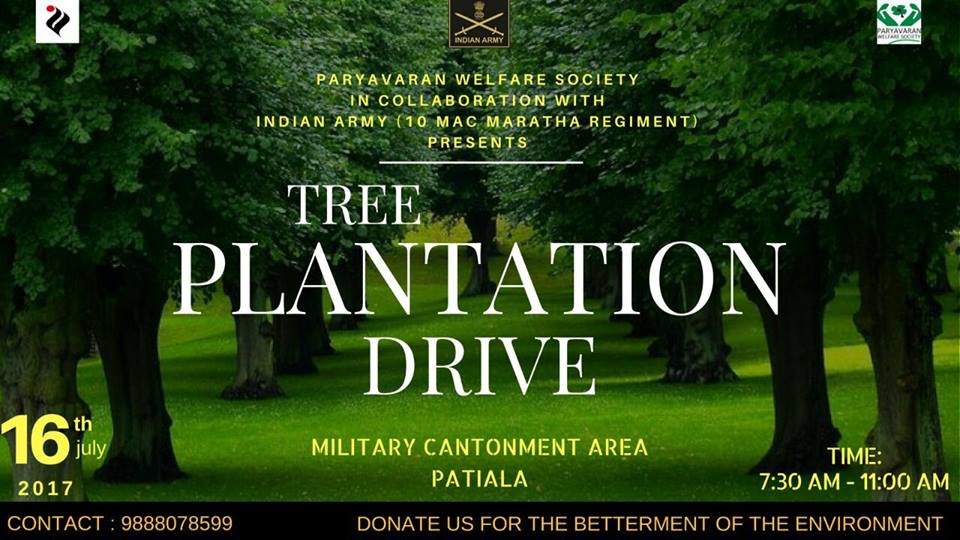 INDIAN ARMY
PARYAVARAN
WELFARE SOCIETY
PARYAVARAN WELFARE SOCIETY
IN COLLABORATION WITH
INDIAN ARMY (10 MAC MARATHA REGIMENT)
PRESENTS
TREE
PLANTATION
DRIVE
16th july
2017
MILITARY CANTONMENT AREA
PATIALA
TIME:
7:30 AM - 11:00 AM
CONTACT : 9888078599
DONATE US FOR THE BETTERMENT OF THE ENVIRONMENT